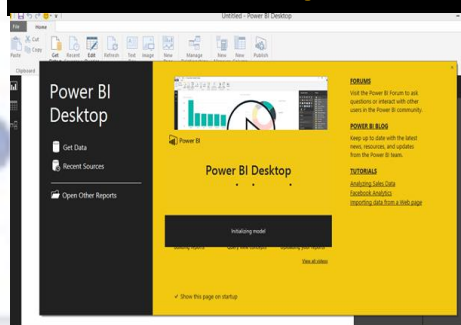 Untitled - Power BI Desktop
File Home
Cut
Copy
Paste
Get
Recent
Edit
Refresh
Text
Image
New
Manage
New
New
Publish
Clipboard
Power BI
Desktop
Get Data
Recent Sources
Open Other Reports
Power BI
Power BI Desktop
Initializing model
View all videos
Show this page on startup
FORUMS
Visit the Power BI Forum to ask
questions or interact with other
users in the Power BI community.
POWER BI BLOG
Keep up to date with the latest
news, resources, and updates
from the Power BI team.
TUTORIALS
Analyzing Sales Data
Facebook Analytics
Importing data from a Web page